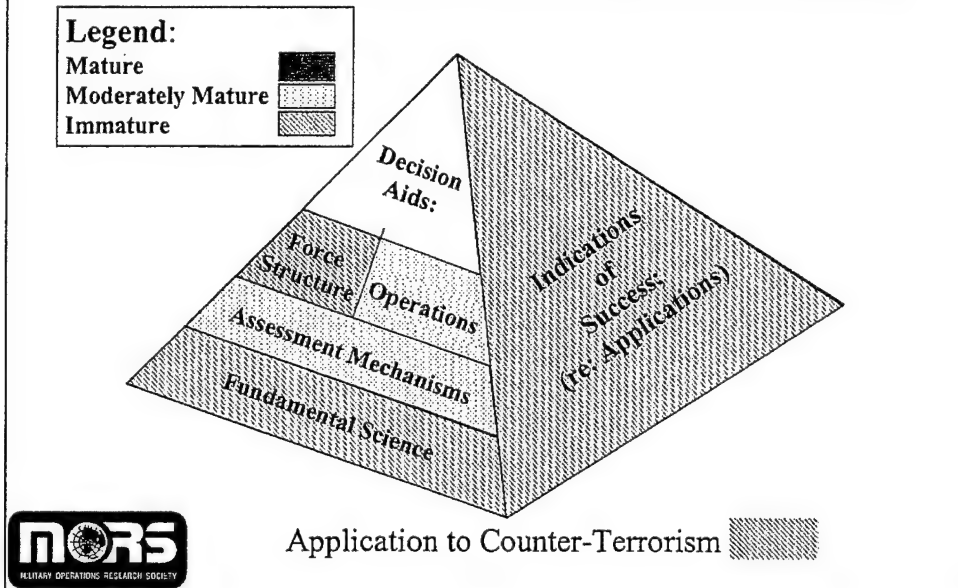 Legend:
Mature
Moderately Mature
Immature
Decision
Aids:
Force
Structure
Operations
Assessment Mechanisms
Fundamental Science
Indications
of
Success:
(re: Applications)
MORS
MILITARY OPERATIONS RESEARCH SOCIETY
Application to Counter-Terrorism